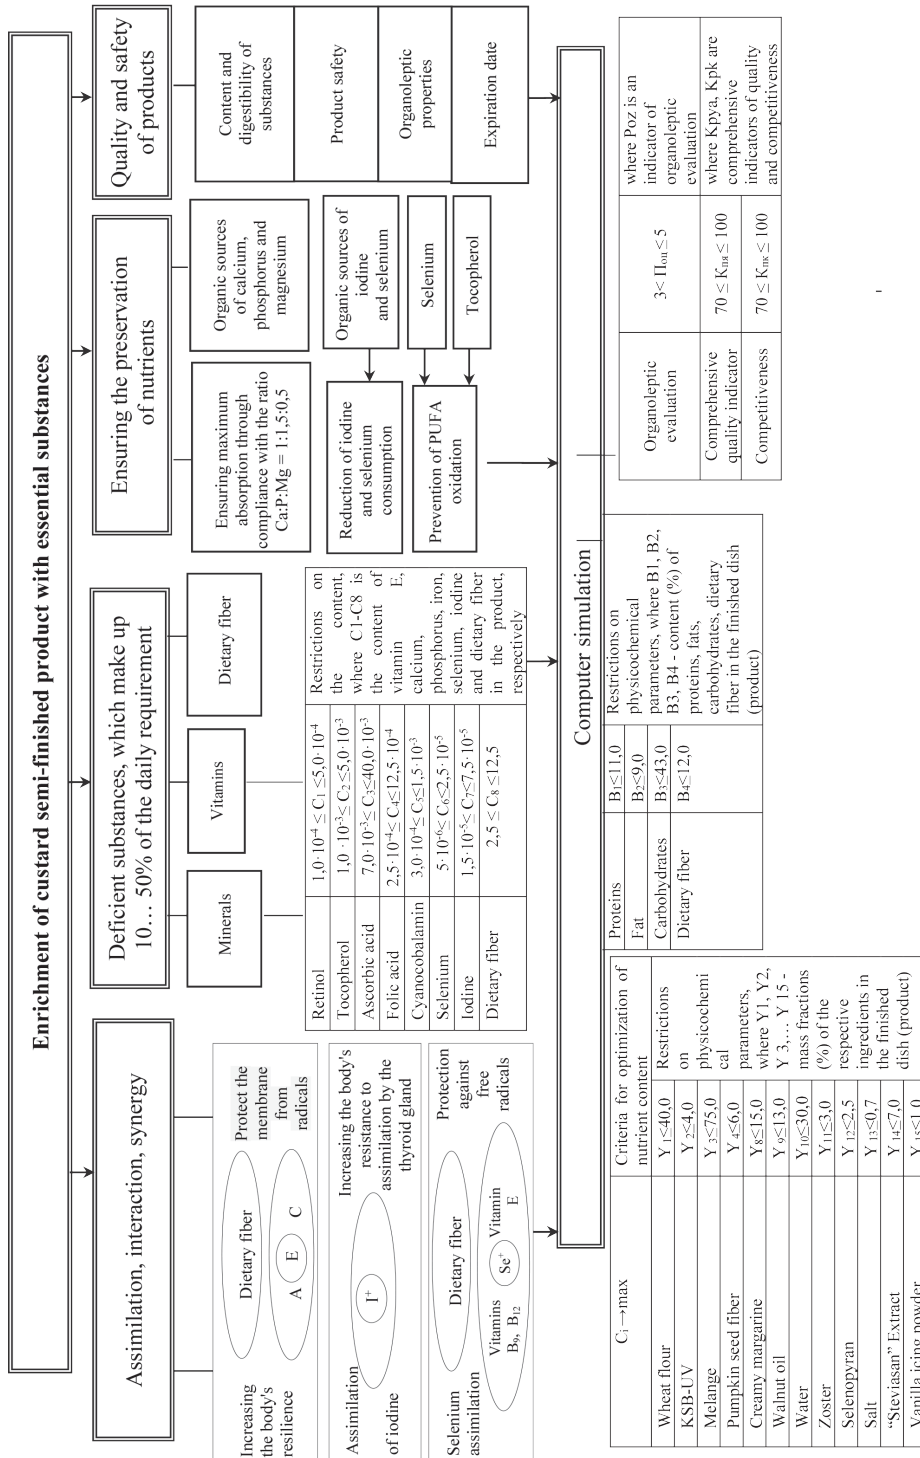 Enrichment of custard semi-finished product with essential substances
Assimilation, interaction, synergy
Increasing
the body's
resilience
Dietary fiber
A
E
C
Protect the
membrane
from
radicals
Assimilation
of iodine
I⁺
Increasing the body's
resistance to
assimilation by the
thyroid gland
Selenium
assimilation
Dietary fiber
Vitamins
B₉, B₁₂
Se⁺
Vitamin
E
Protection
against
free
radicals
Deficient substances, which make up
10… 50% of the daily requirement
Minerals
Vitamins
Dietary fiber
Retinol 1,0·10⁻⁴ ≤ C₁ ≤5,0·10⁻⁴
Tocopherol 1,0 ·10⁻³≤ C₂≤5,0·10⁻³
Ascorbic acid 7,0·10⁻³≤ C₃≤40,0·10⁻³
Folic acid 2,5·10⁻⁴≤ C₄≤12,5·10⁻⁴
Cyanocobalamin 3,0·10⁻⁴≤ C₅≤1,5·10⁻³
Selenium 5·10⁻⁶≤ C₆≤2,5·10⁻⁵
Iodine 1,5·10⁻⁵≤ C₇≤7,5·10⁻⁵
Dietary fiber 2,5 ≤ C₈ ≤12,5
Restrictions on
the content,
where C1-C8 is
the content of
vitamin E,
calcium,
phosphorus, iron,
selenium, iodine
and dietary fiber
in the product,
respectively
Ensuring the preservation
of nutrients
Ensuring maximum
absorption through
compliance with the ratio
Ca:P:Mg = 1:1,5:0,5
Organic sources
of calcium,
phosphorus and
magnesium
Reduction of iodine
and selenium
consumption
Organic sources of
iodine
and selenium
Prevention of PUFA
oxidation
Selenium
Tocopherol
Quality and safety
of products
Content and
digestibility of
substances
Product safety
Organoleptic
properties
Expiration date
Computer simulation
Cᵢ →max
Criteria for optimization of
nutrient content
Wheat flour Y ₁≤40,0
KSB-UV Y ₂≤4,0
Melange Y ₃≤75,0
Pumpkin seed fiber Y ₄≤6,0
Creamy margarine Y₈≤15,0
Walnut oil Y ₉≤13,0
Water Y₁₀≤30,0
Zoster Y₁₁≤3,0
Selenopyran Y ₁₂≤2,5
Salt Y ₁₃≤0,7
“Steviasan” Extract Y₁₄≤7,0
Vanilla icing powder Y₁₅≤1,0
Restrictions
on
physicochemi
cal
parameters,
where Y1, Y2,
Y 3,… Y 15 -
mass fractions
(%) of the
respective
ingredients in
the finished
dish (product)
Proteins B₁≤11,0
Fat B₂≤9,0
Carbohydrates B₃≤43,0
Dietary fiber B₄≤12,0
Restrictions on
physicochemical
parameters, where B1, B2,
B3, B4 - content (%) of
proteins, fats,
carbohydrates, dietary
fiber in the finished dish
(product)
Organoleptic
evaluation
3< Попⲁ≤ 5
where Poz is an
indicator of
organoleptic
evaluation
Comprehensive
quality indicator
70 ≤ Кпя≤ 100
Competitiveness
70 ≤ Кпк ≤ 100
where Kpya, Kpk are
comprehensive
indicators of quality
and competitiveness
-